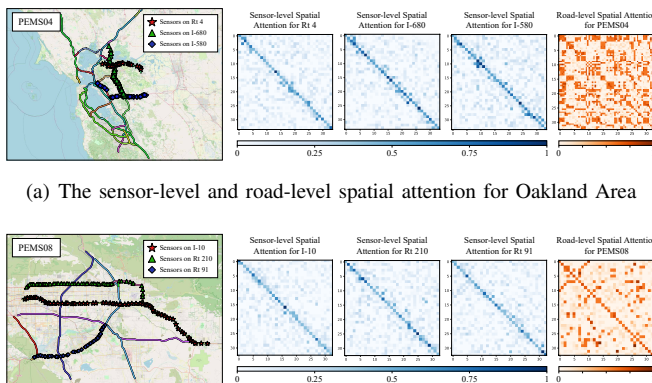 PEMS04
Sensors on Rt 4
Sensors on I-680
Sensors on I-580
Sensor-level Spatial
Attention for Rt 4
Sensor-level Spatial
Attention for I-680
Sensor-level Spatial
Attention for I-580
Road-level Spatial Attention
for PEMS04
0 0.25 0.5 0.75 1
0
(a) The sensor-level and road-level spatial attention for Oakland Area
PEMS08
Sensors on I-10
Sensors on Rt 210
Sensors on Rt 91
Sensor-level Spatial
Attention for I-10
Sensor-level Spatial
Attention for Rt 210
Sensor-level Spatial
Attention for Rt 91
Road-level Spatial Attention
for PEMS08
0 0.25 0.5 0.75 1
0